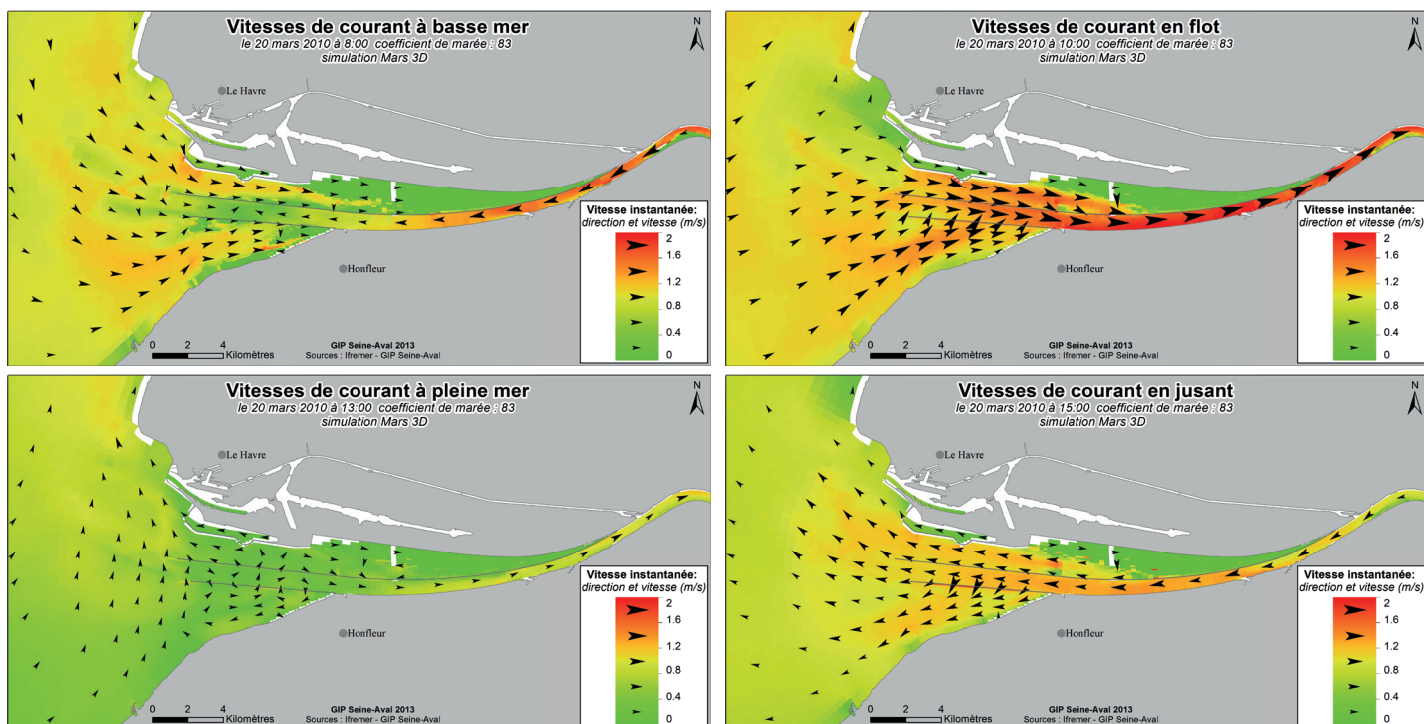 Vitesses de courant à basse mer
le 20 mars 2010 à 8:00 coefficient de marée : 83
simulation Mars 3D
N
Le Havre
Honfleur
Vitesse instantanée:
direction et vitesse (m/s)
2
1.6
1.2
0.8
0.4
0
0 2 4
Kilomètres
GIP Seine-Aval 2013
Sources : Ifremer - GIP Seine-Aval
Vitesses de courant en flot
le 20 mars 2010 à 10:00 coefficient de marée : 83
simulation Mars 3D
N
Le Havre
Honfleur
Vitesse instantanée:
direction et vitesse (m/s)
2
1.6
1.2
0.8
0.4
0
0 2 4
Kilomètres
GIP Seine-Aval 2013
Sources : Ifremer - GIP Seine-Aval
Vitesses de courant à pleine mer
le 20 mars 2010 à 13:00 coefficient de marée : 83
simulation Mars 3D
N
Le Havre
Honfleur
Vitesse instantanée:
direction et vitesse (m/s)
2
1.6
1.2
0.8
0.4
0
0 2 4
Kilomètres
GIP Seine-Aval 2013
Sources : Ifremer - GIP Seine-Aval
Vitesses de courant en jusant
le 20 mars 2010 à 15:00 coefficient de marée : 83
simulation Mars 3D
N
Le Havre
Honfleur
Vitesse instantanée:
direction et vitesse (m/s)
2
1.6
1.2
0.8
0.4
0
0 2 4
Kilomètres
GIP Seine-Aval 2013
Sources : Ifremer - GIP Seine-Aval